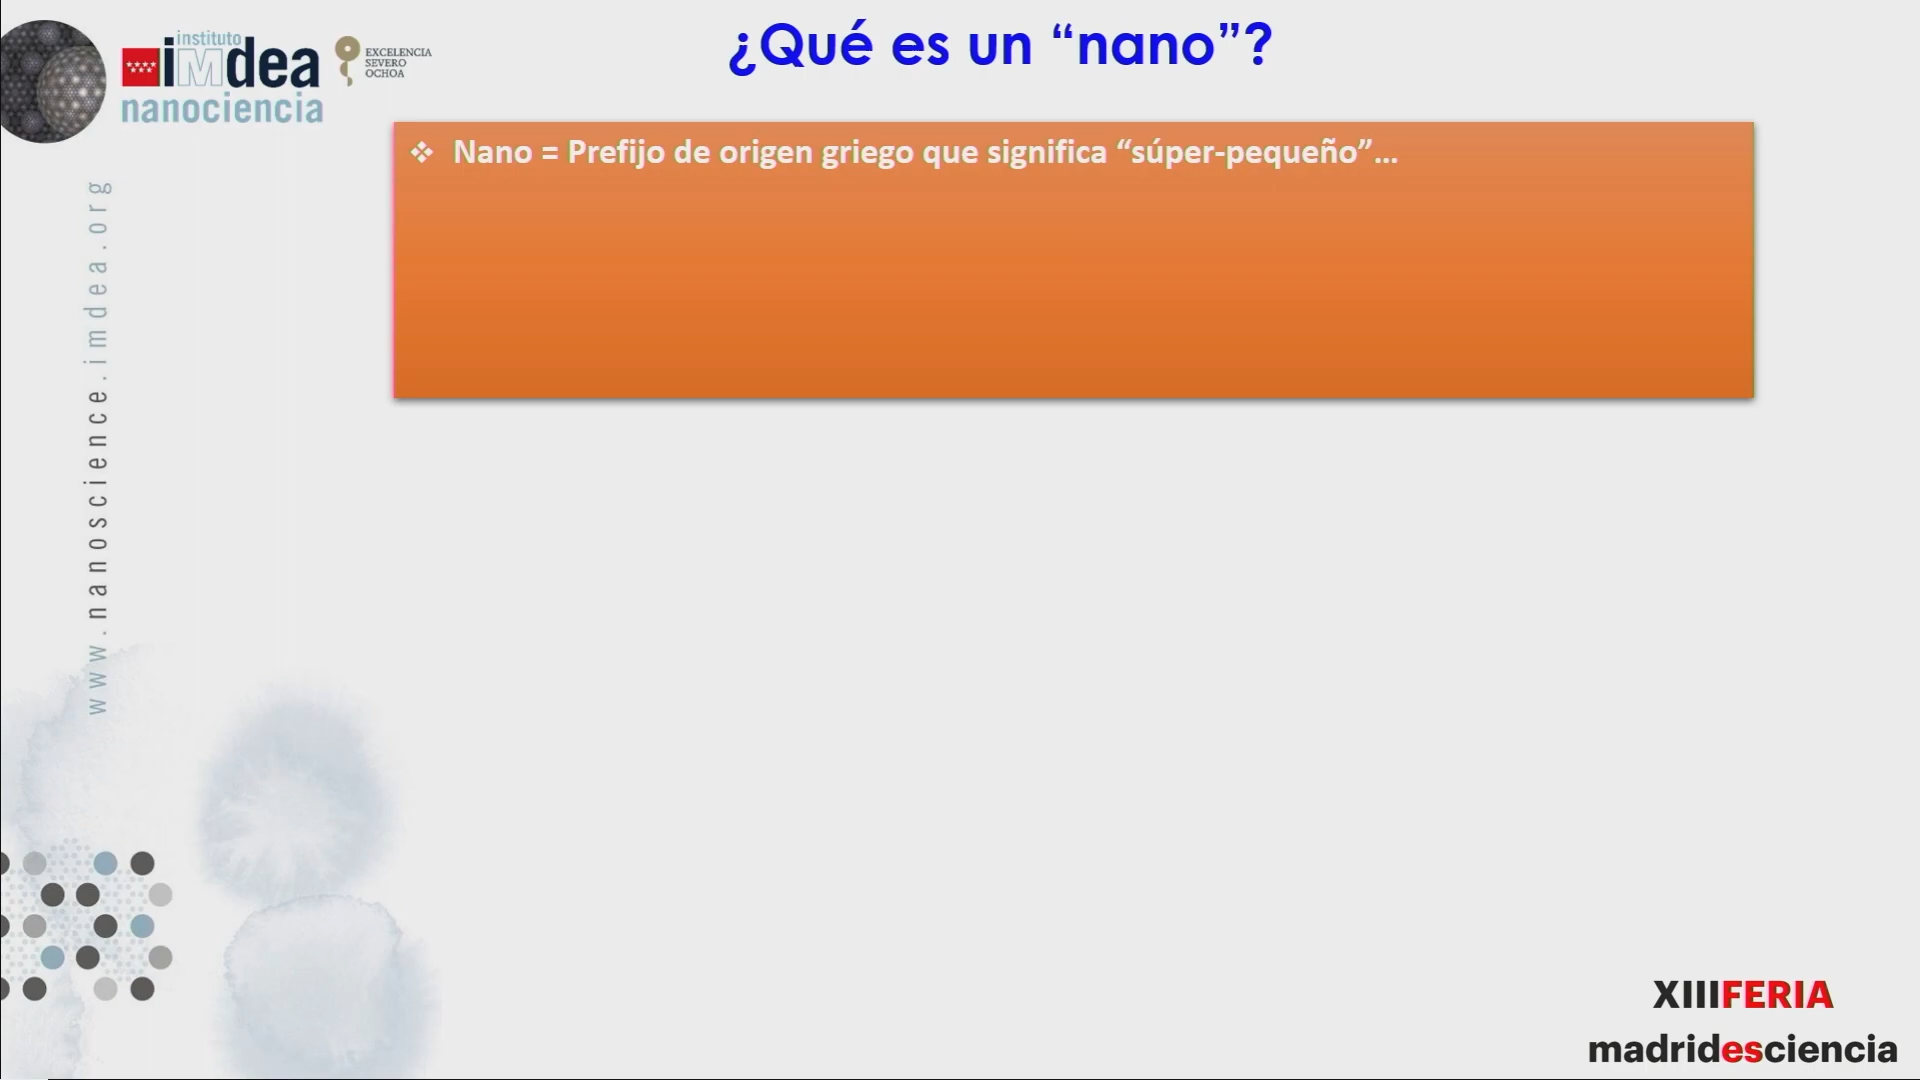 ¿Qué es un “nano”?
instituto
imdea
nanociencia
EXCELENCIA
SEVERO
OCHOA
❖ Nano = Prefijo de origen griego que significa “súper-pequeño”...
www.nanoscience.imdea.org
XIIIFERIA
madridesciencia